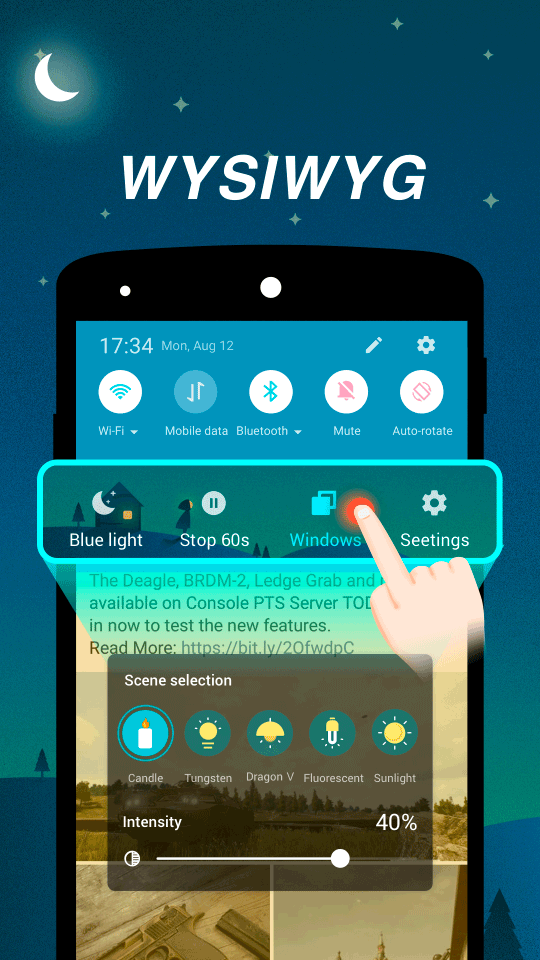 WYSIWYG
17:34 Mon, Aug 12
Wi-Fi Mobile data Bluetooth Mute Auto-rotate
Blue light Stop 60s Windows Seetings
The Deagle, BRDM-2, Ledge Grab and
available on Console PTS Server TOD
in now to test the new features.
Read More: https://bit.ly/2OfwdpC
Scene selection
Candle Tungsten Dragon V Fluorescent Sunlight
Intensity 40%